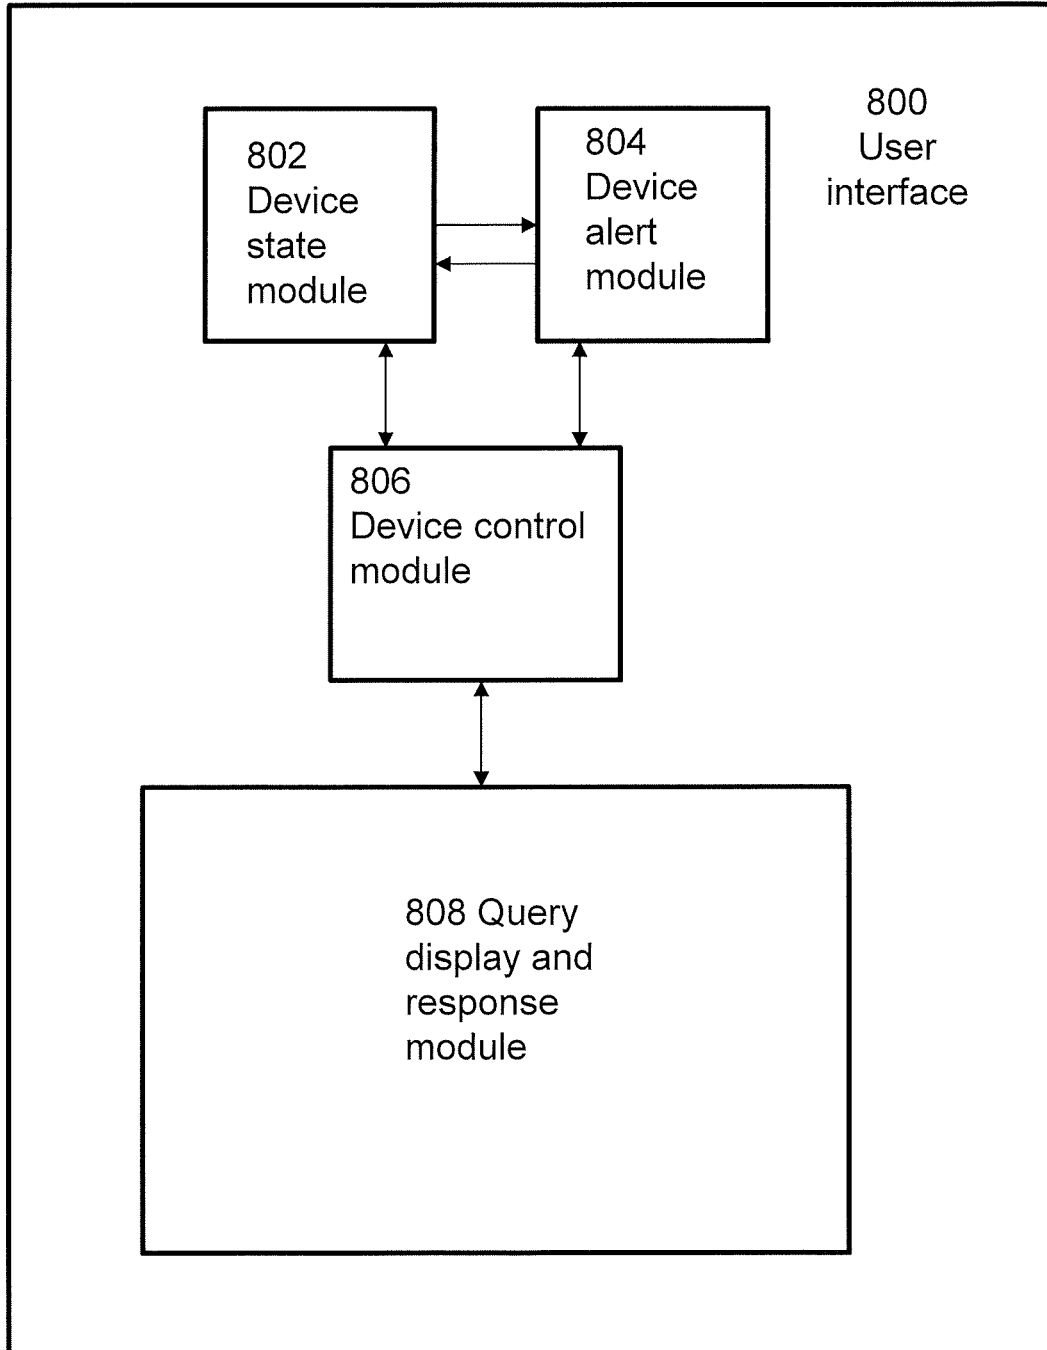 800
User
interface
802
Device
state
module
804
Device
alert
module
806
Device control
module
808 Query
display and
response
module